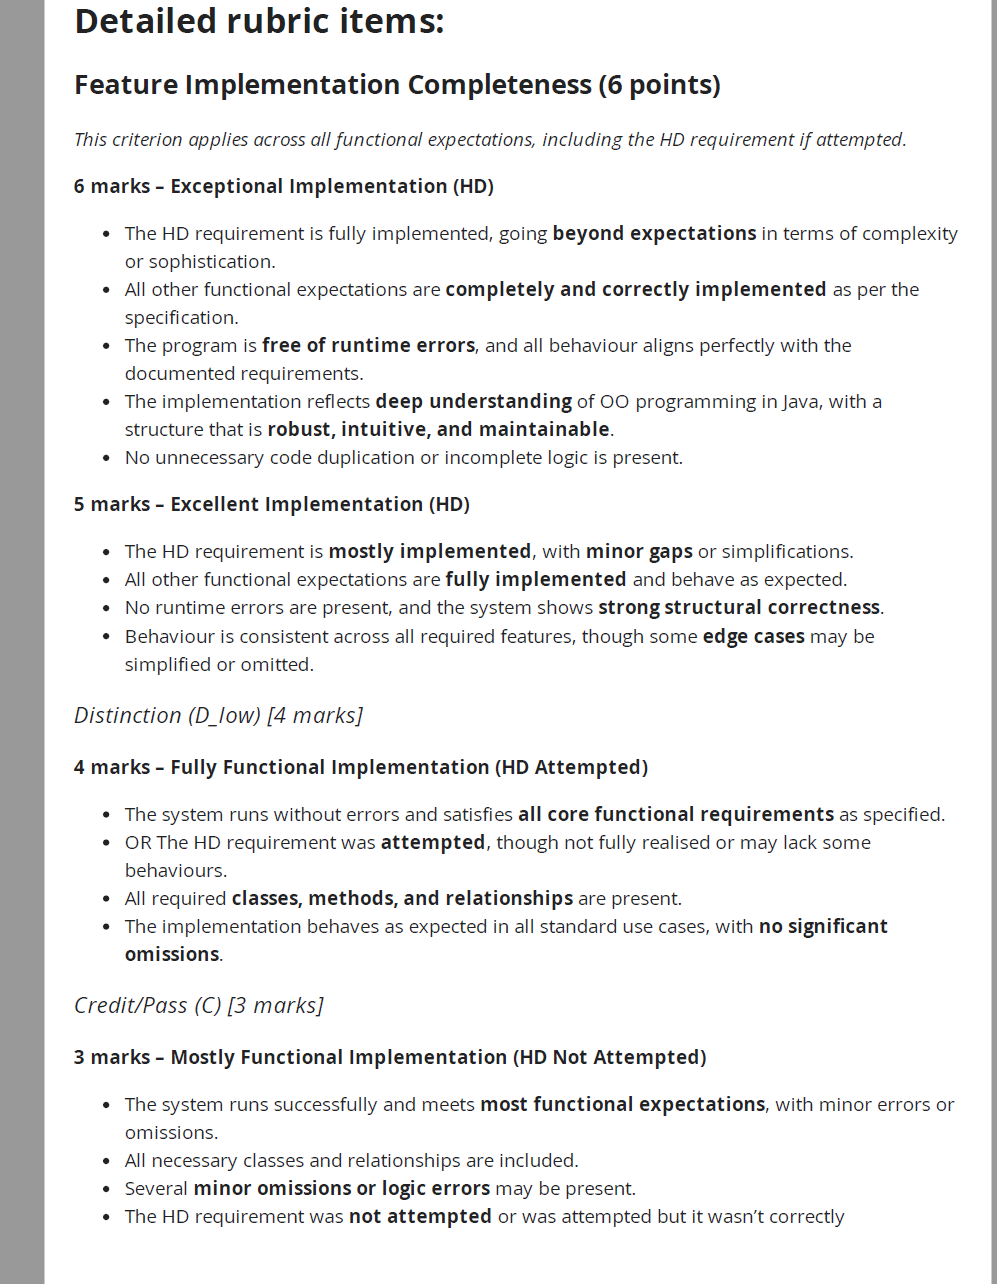 Detailed rubric items:
Feature Implementation Completeness (6 points)
This criterion applies across all functional expectations, including the HD requirement if attempted.
6 marks – Exceptional Implementation (HD)
• The HD requirement is fully implemented, going beyond expectations in terms of complexity
or sophistication.
• All other functional expectations are completely and correctly implemented as per the
specification.
• The program is free of runtime errors, and all behaviour aligns perfectly with the
documented requirements.
• The implementation reflects deep understanding of OO programming in Java, with a
structure that is robust, intuitive, and maintainable.
• No unnecessary code duplication or incomplete logic is present.
5 marks – Excellent Implementation (HD)
• The HD requirement is mostly implemented, with minor gaps or simplifications.
• All other functional expectations are fully implemented and behave as expected.
• No runtime errors are present, and the system shows strong structural correctness.
• Behaviour is consistent across all required features, though some edge cases may be
simplified or omitted.
Distinction (D_low) [4 marks]
4 marks – Fully Functional Implementation (HD Attempted)
• The system runs without errors and satisfies all core functional requirements as specified.
• OR The HD requirement was attempted, though not fully realised or may lack some
behaviours.
• All required classes, methods, and relationships are present.
• The implementation behaves as expected in all standard use cases, with no significant
omissions.
Credit/Pass (C) [3 marks]
3 marks – Mostly Functional Implementation (HD Not Attempted)
• The system runs successfully and meets most functional expectations, with minor errors or
omissions.
• All necessary classes and relationships are included.
• Several minor omissions or logic errors may be present.
• The HD requirement was not attempted or was attempted but it wasn’t correctly